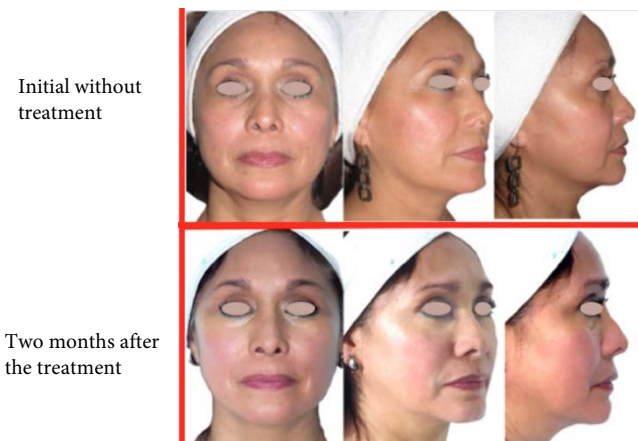 Initial without
treatment
Two months after
the treatment